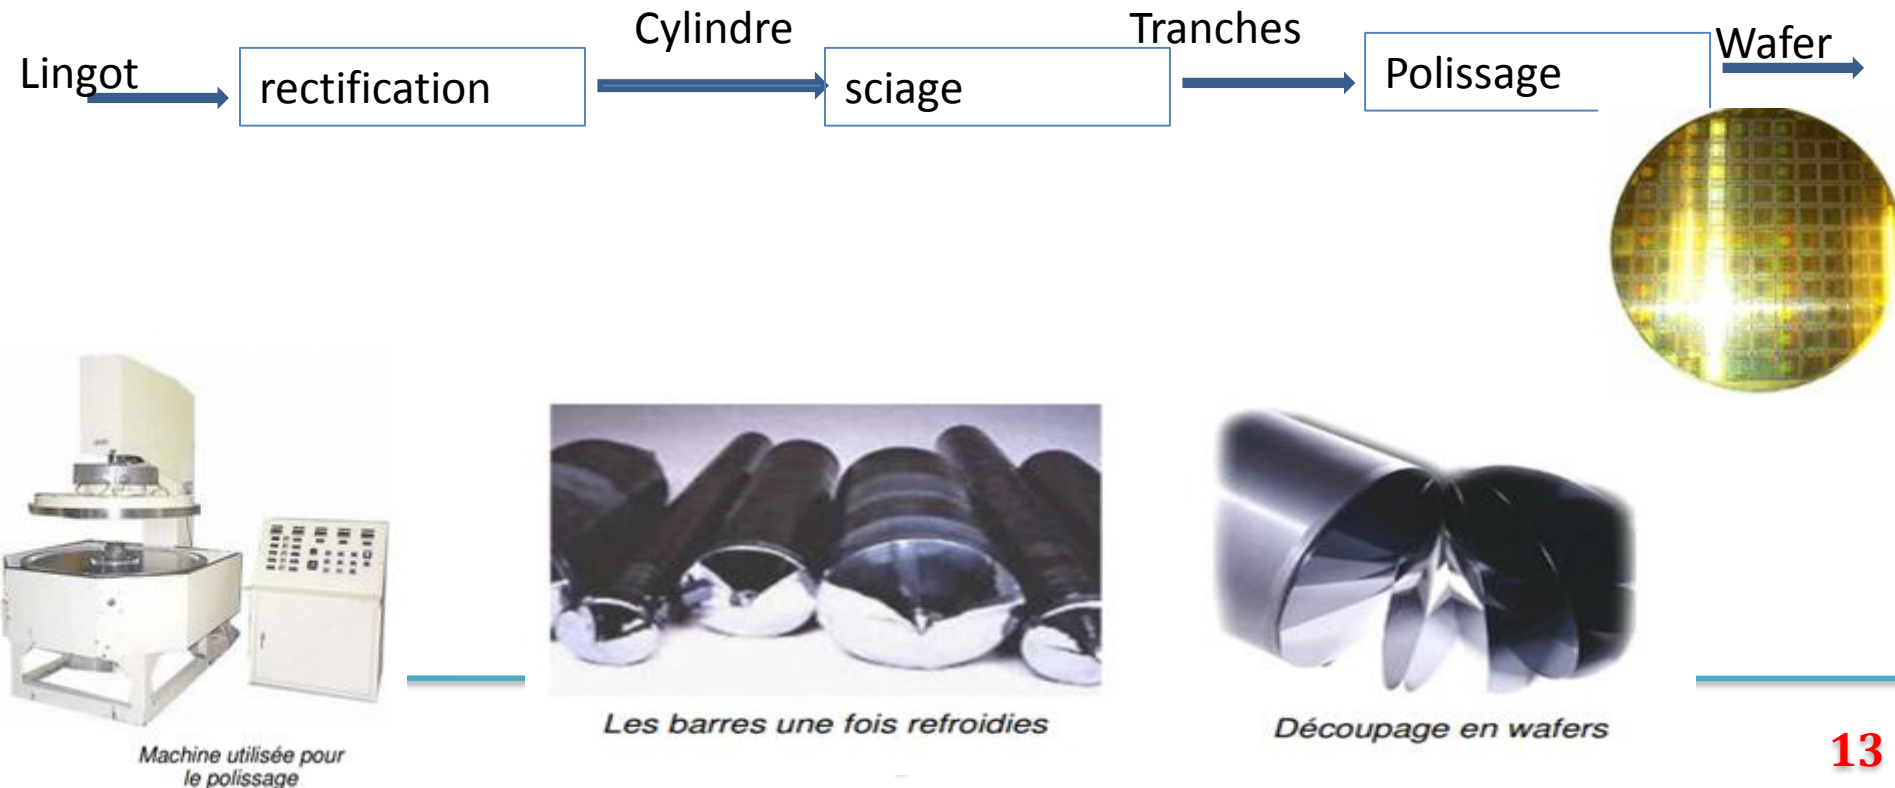 Lingot
rectification
Cylindre
sciage
Tranches
Polissage
Wafer
Machine utilisée pour
le polissage
Les barres une fois refroidies
Découpage en wafers
13